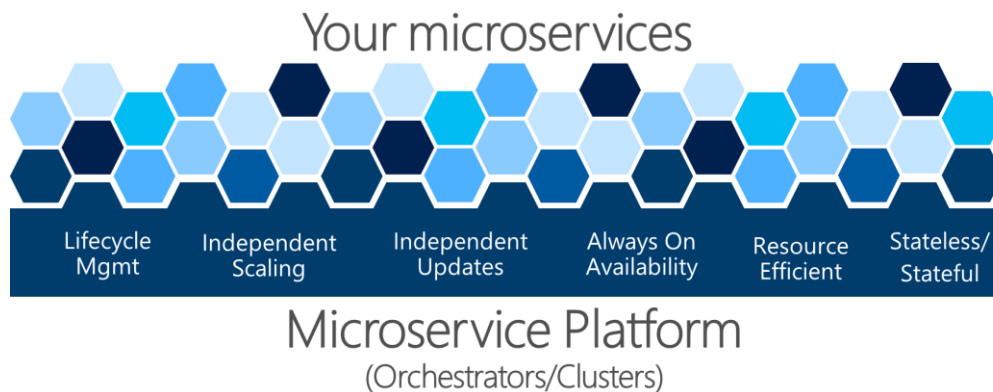 Your microservices
Lifecycle
Mgmt
Independent
Scaling
Independent
Updates
Always On
Availability
Resource
Efficient
Stateless/
Stateful
Microservice Platform
(Orchestrators/Clusters)